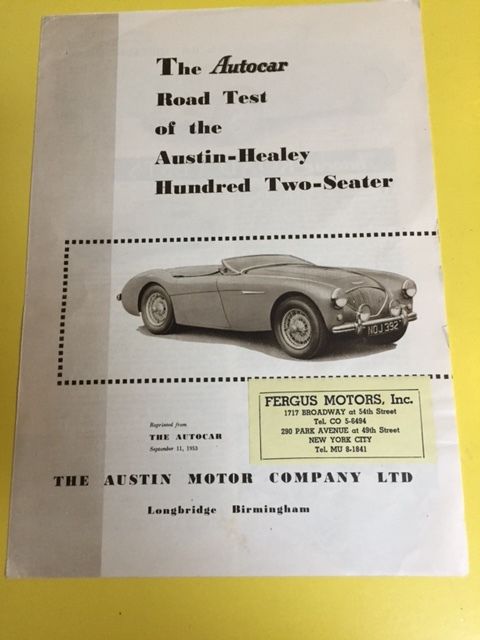 The Autocar
Road Test
of the
Austin-Healey
Hundred Two-Seater
NOJ 392
FERGUS MOTORS, Inc.
1717 BROADWAY at 54th Street
Tel. CO 5-6494
290 PARK AVENUE at 49th Street
NEW YORK CITY
Tel. MU 8-1841
Reprinted from
THE AUTOCAR
September 11, 1953
THE AUSTIN MOTOR COMPANY LTD
Longbridge Birmingham